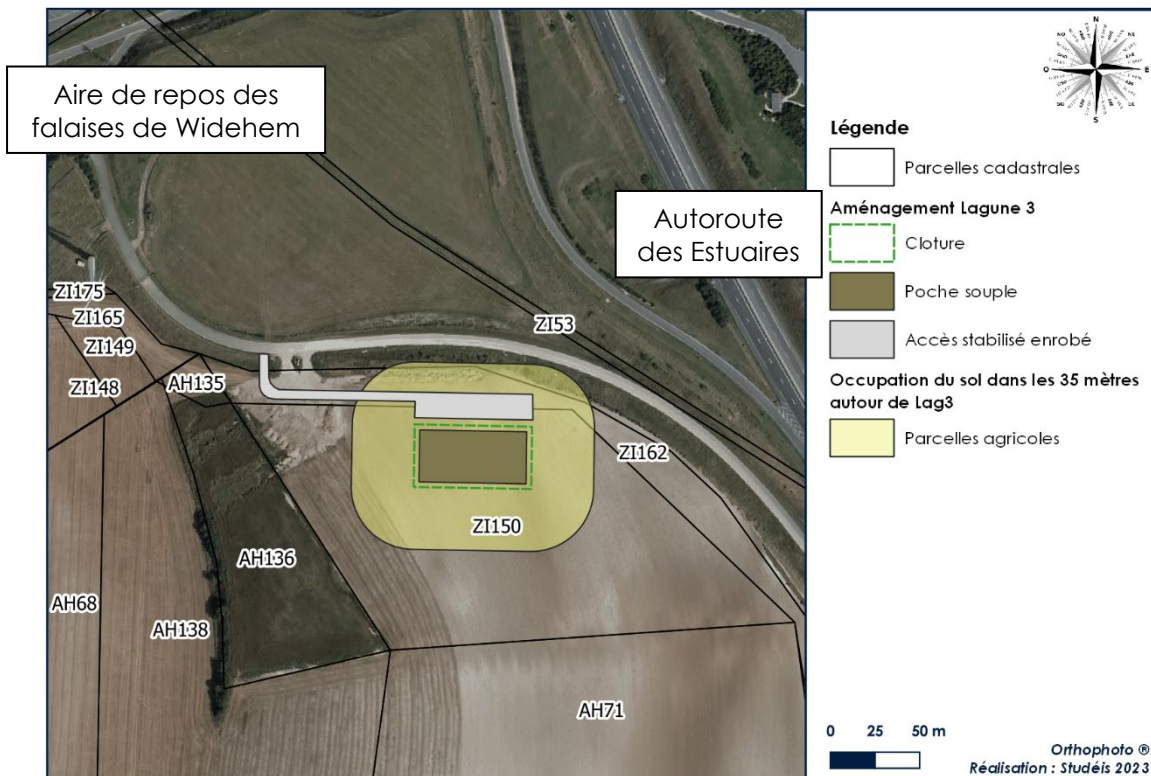 Aire de repos des
falaises de Widehem
Autoroute
des Estuaires
ZI175
ZI165
ZI149
ZI148
AH135
ZI53
ZI162
ZI150
AH136
AH68
AH138
AH71
N
E
S
O
Légende
Parcelles cadastrales
Aménagement Lagune 3
Cloture
Poche souple
Accès stabilisé enrobé
Occupation du sol dans les 35 mètres
autour de Lag3
Parcelles agricoles
0 25 50 m
Orthophoto ®
Réalisation : Studéis 2023